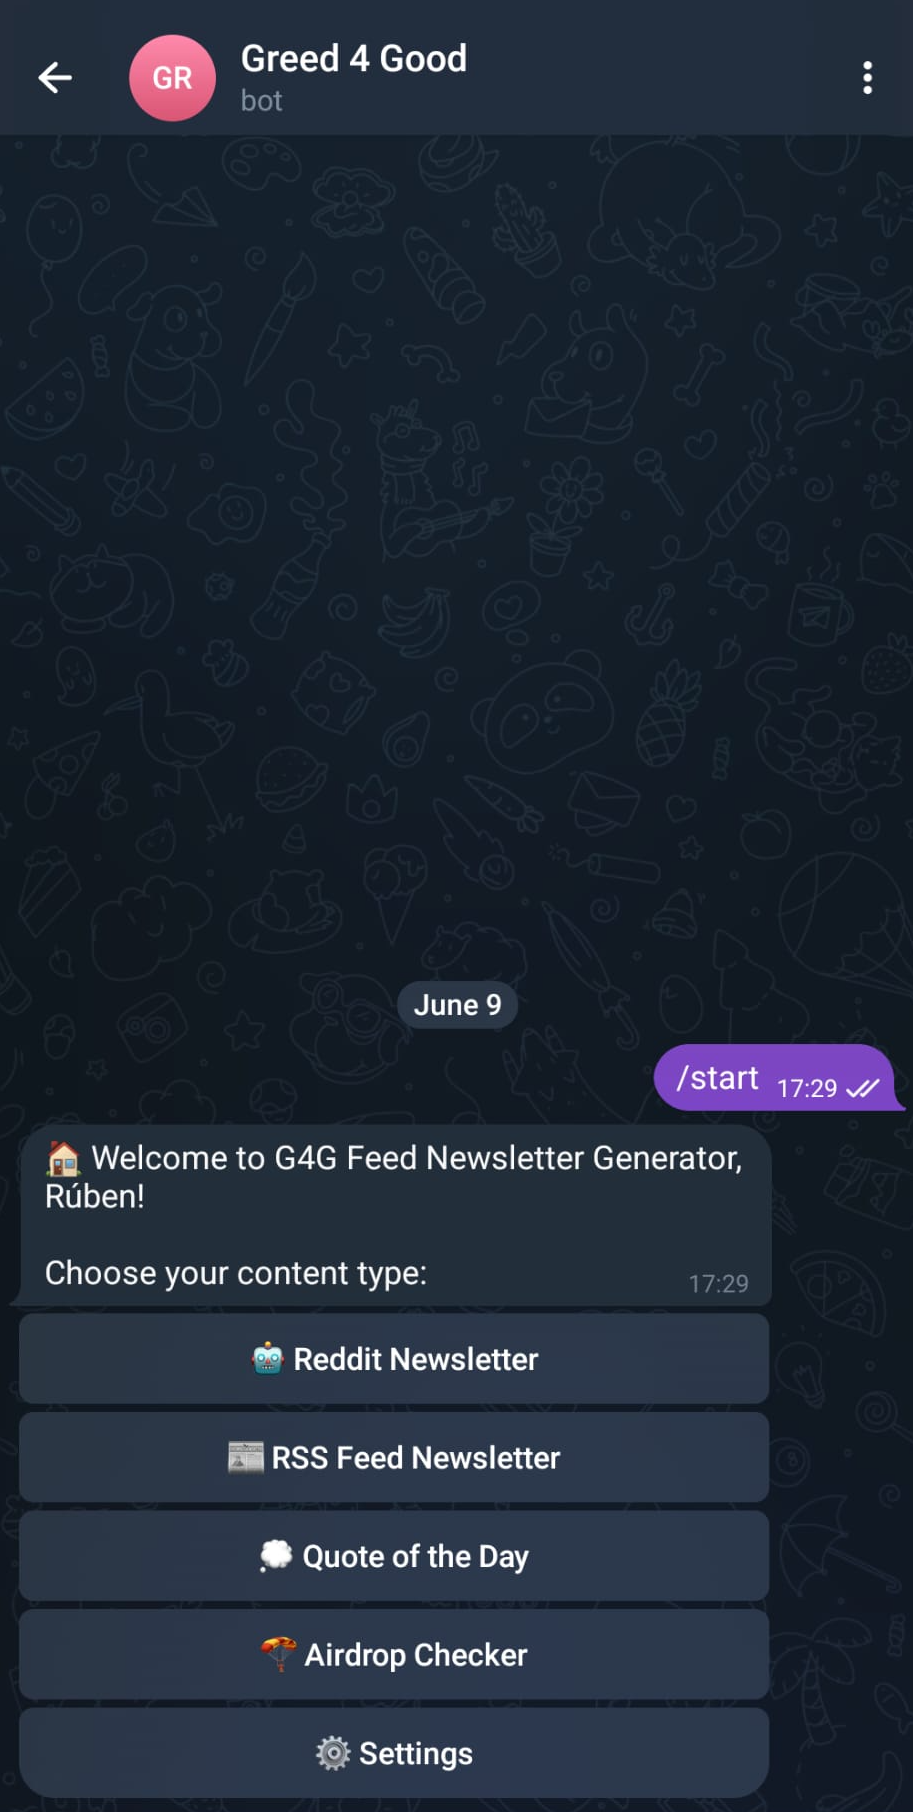 GR
Greed 4 Good
bot
June 9
/start 17:29
🏠 Welcome to G4G Feed Newsletter Generator,
Rúben!
Choose your content type:
17:29
🤖 Reddit Newsletter
📰 RSS Feed Newsletter
💭 Quote of the Day
🪂 Airdrop Checker
⚙️ Settings